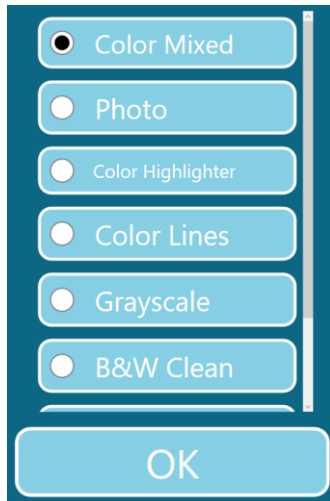 Color Mixed
Photo
Color Highlighter
Color Lines
Grayscale
B&W Clean
OK